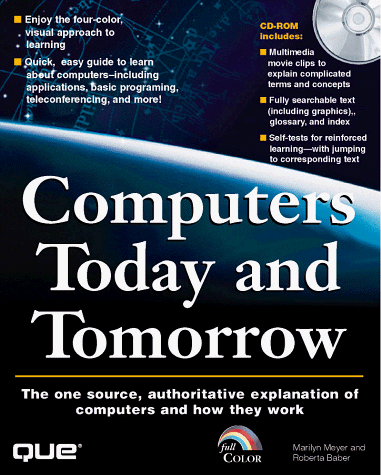 Enjoy the four-color,
visual approach to
learning
Quick, easy guide to learn
about computers–including
applications, basic programing,
teleconferencing, and more!
CD-ROM
includes:
Multimedia
movie clips to
explain complicated
terms and concepts
Fully searchable text
(including graphics),,
glossary, and index
Self-tests for reinforced
learning—with jumping
to corresponding text
Computers
Today and
Tomorrow
The one source, authoritative explanation of
computers and how they work
QUE®
full
COLOR
Marilyn Meyer and
Roberta Baber